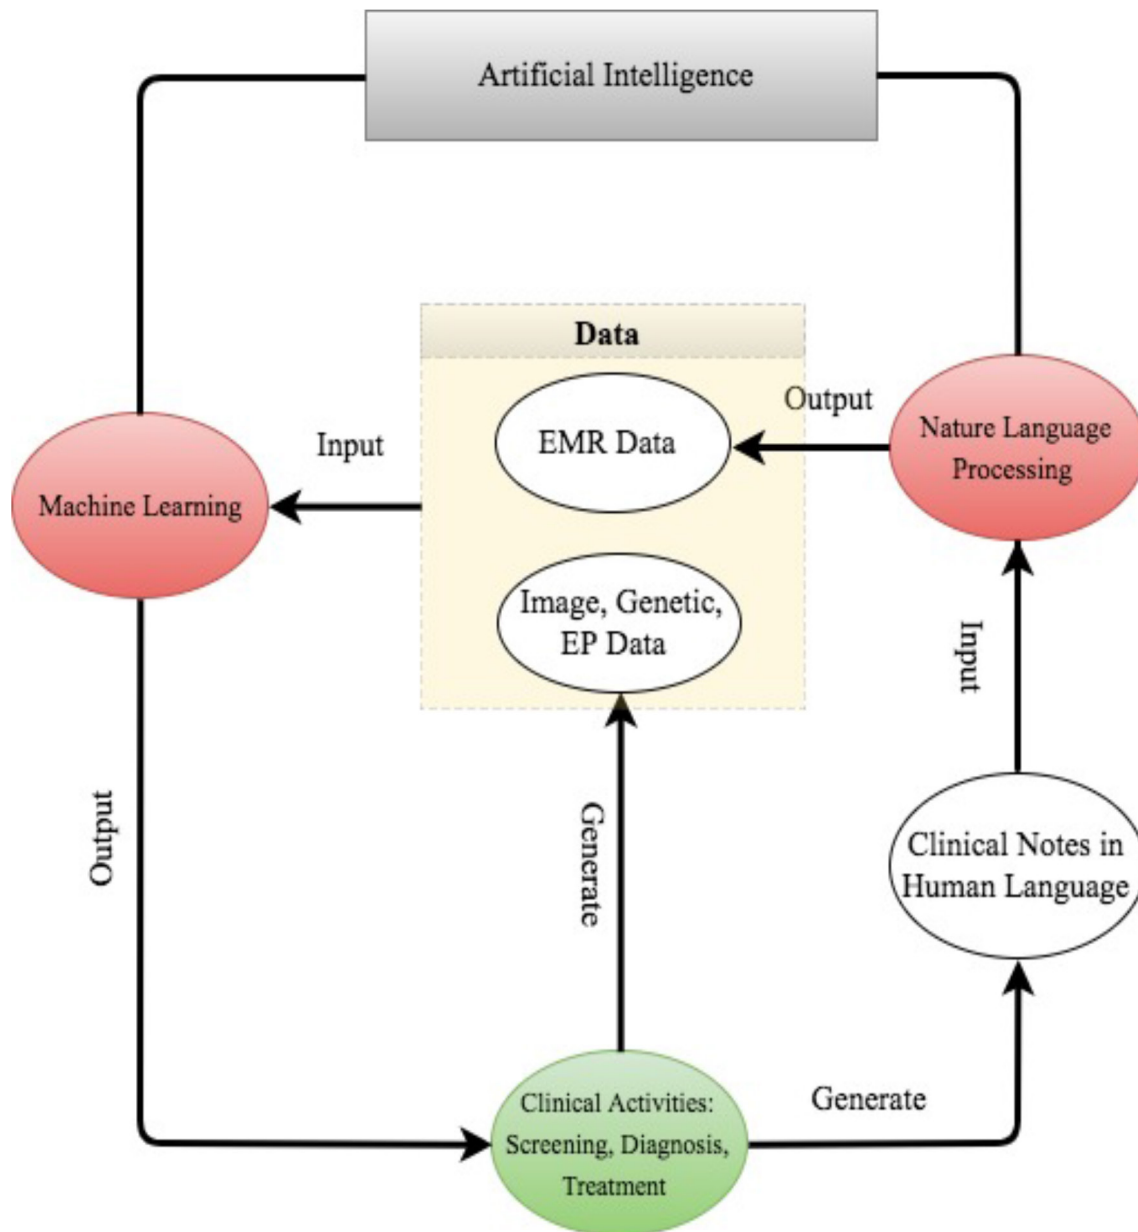 Artificial Intelligence
Data
EMR Data
Output
Nature Language
Processing
Input
Machine Learning
Image, Genetic,
EP Data
Input
Output
Generate
Clinical Notes in
Human Language
Clinical Activities:
Screening, Diagnosis,
Treatment
Generate